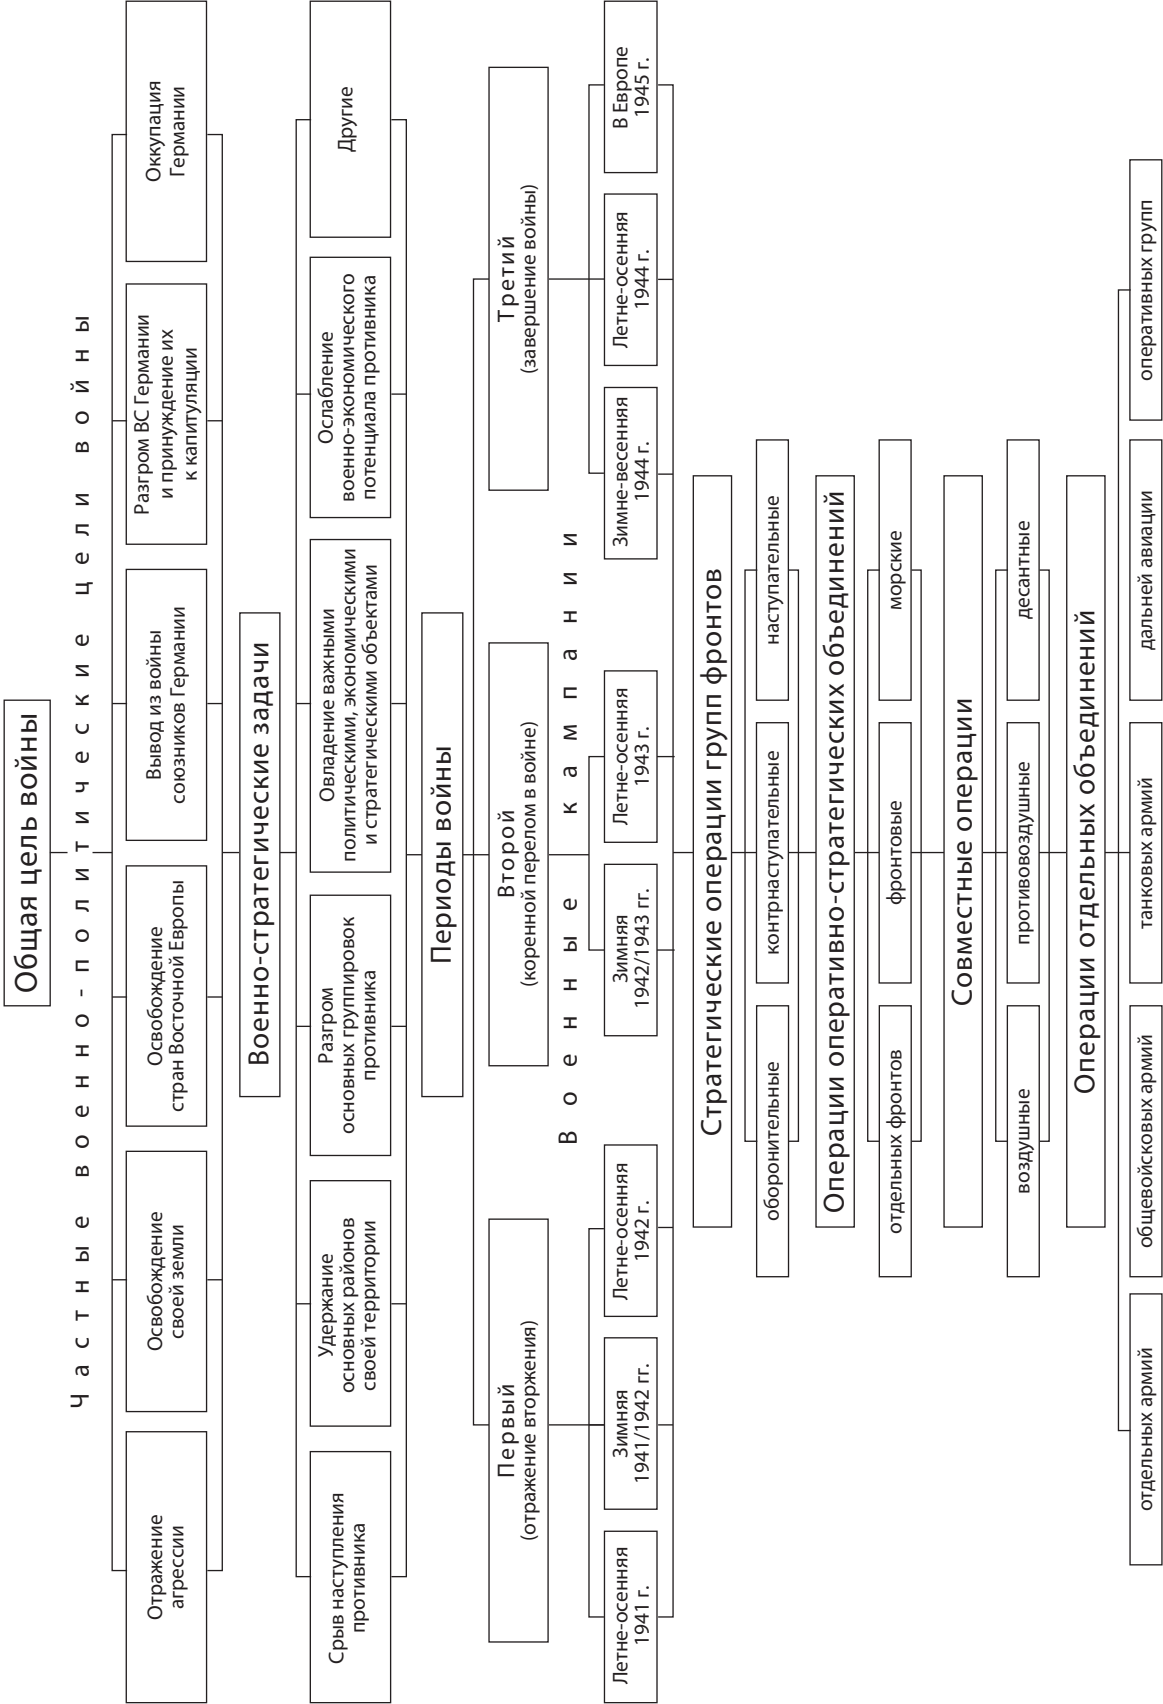 Общая цель войны
Частные военно-политические цели войны
Отражение
агрессии
Освобождение
своей земли
Освобождение
стран Восточной Европы
Вывод из войны
союзников Германии
Разгром ВС Германии
и принуждение их
к капитуляции
Оккупация
Германии
Военно-стратегические задачи
Срыв наступления
противника
Удержание
основных районов
своей территории
Разгром
основных группировок
противника
Овладение важными
политическими, экономическими
и стратегическими объектами
Ослабление
военно-экономического
потенциала противника
Другие
Периоды войны
Первый
(отражение вторжения)
Второй
(коренной перелом в войне)
Третий
(завершение войны)
Военные кампании
Летне-осенняя
1941 г.
Зимняя
1941/1942 гг.
Летне-осенняя
1942 г.
Зимняя
1942/1943 гг.
Летне-осенняя
1943 г.
Зимне-весенняя
1944 г.
Летне-осенняя
1944 г.
В Европе
1945 г.
Стратегические операции групп фронтов
оборонительные
контрнаступательные
наступательные
Операции оперативно-стратегических объединений
отдельных фронтов
фронтовые
морские
Совместные операции
воздушные
противовоздушные
десантные
Операции отдельных объединений
отдельных армий
общевойсковых армий
танковых армий
дальней авиации
оперативных групп